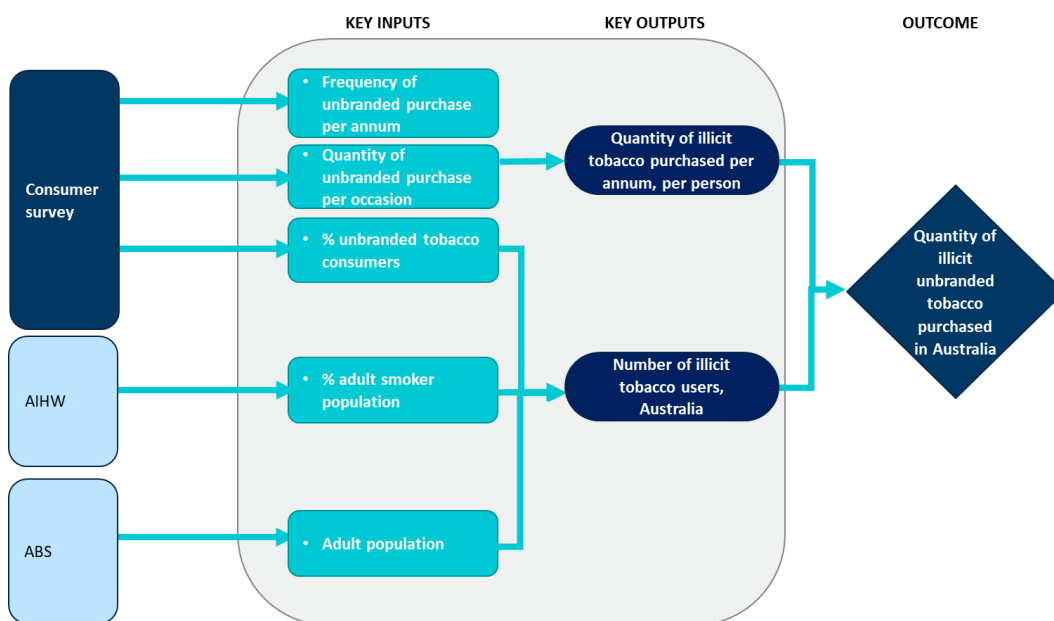 KEY INPUTS
KEY OUTPUTS
OUTCOME
Consumer
survey
AIHW
ABS
• Frequency of
unbranded purchase
per annum
• Quantity of
unbranded purchase
per occasion
• % unbranded tobacco
consumers
• % adult smoker
population
• Adult population
Quantity of illicit
tobacco purchased per
annum, per person
Number of illicit
tobacco users,
Australia
Quantity of
illicit
unbranded
tobacco
purchased
in Australia